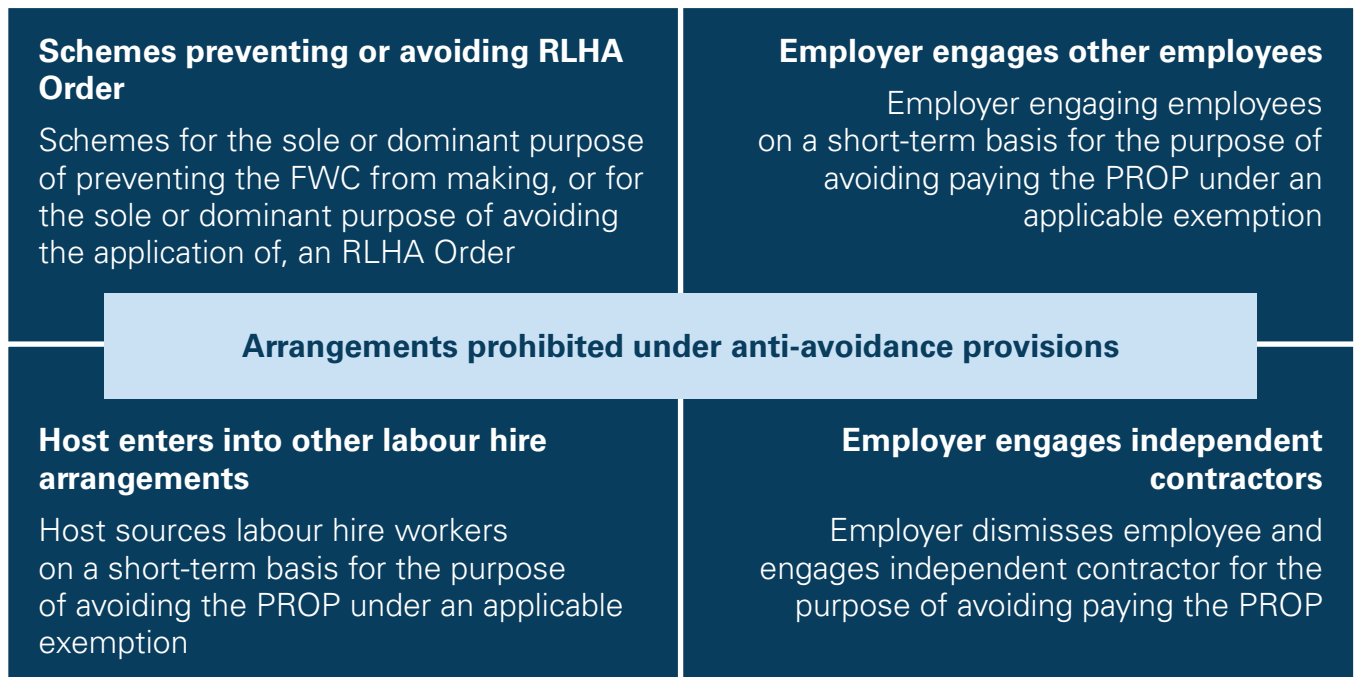 Schemes preventing or avoiding RLHA
Order
Schemes for the sole or dominant purpose
of preventing the FWC from making, or for
the sole or dominant purpose of avoiding
the application of, an RLHA Order
Employer engages other employees
Employer engaging employees
on a short-term basis for the purpose of
avoiding paying the PROP under an
applicable exemption
Arrangements prohibited under anti-avoidance provisions
Host enters into other labour hire
arrangements
Host sources labour hire workers
on a short-term basis for the purpose
of avoiding the PROP under an applicable
exemption
Employer engages independent
contractors
Employer dismisses employee and
engages independent contractor for the
purpose of avoiding paying the PROP